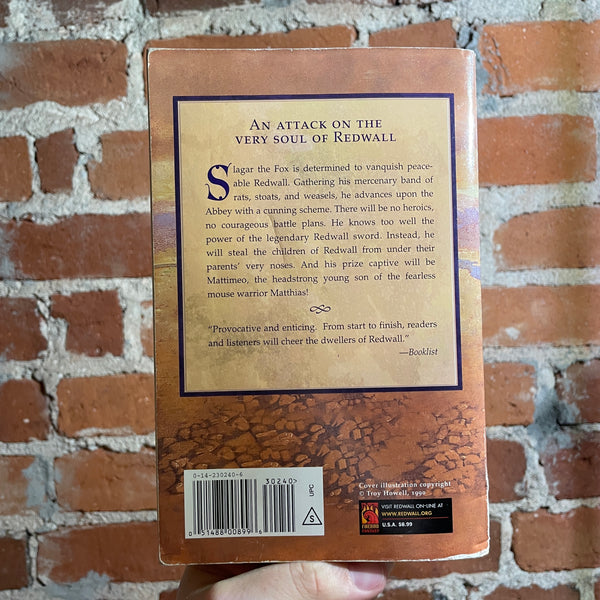 AN ATTACK ON THE
VERY SOUL OF REDWALL
Slagar the Fox is determined to vanquish peace-
able Redwall. Gathering his mercenary band of
rats, stoats, and weasels, he advances upon the
Abbey with a cunning scheme. There will be no heroics,
no courageous battle plans. He knows too well the
power of the legendary Redwall sword. Instead, he
will steal the children of Redwall from under their
parents' very noses. And his prize captive will be
Mattimeo, the headstrong young son of the fearless
mouse warrior Matthias!
"Provocative and enticing. From start to finish, readers
and listeners will cheer the dwellers of Redwall."
—Booklist
0-14-230240-6
30240>
UPC
S
0 51488 00899 6
Cover illustration copyright
© Troy Howell, 1990
FIREBIRD
VISIT REDWALL ON-LINE AT
WWW.REDWALL.ORG
U.S.A. $6.99